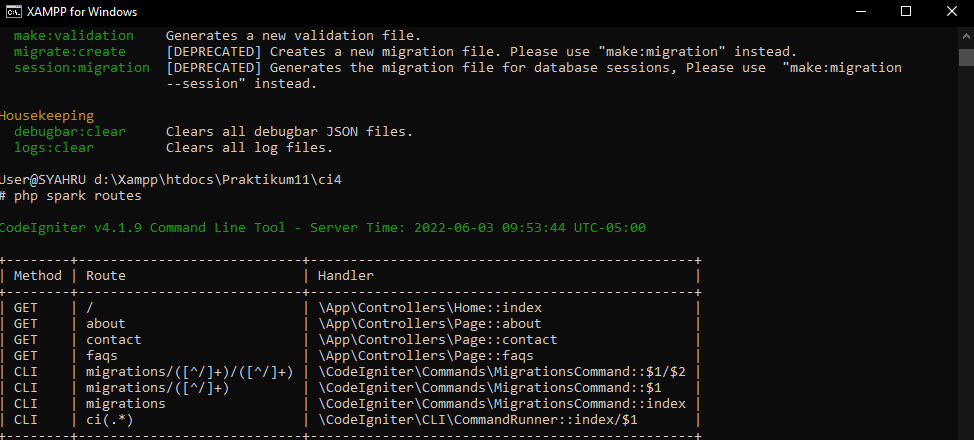 XAMPP for Windows
make:validation    Generates a new validation file.
migrate:create     [DEPRECATED] Creates a new migration file. Please use "make:migration" instead.
session:migration  [DEPRECATED] Generates the migration file for database sessions, Please use  "make:migration
--session" instead.
Housekeeping
debugbar:clear     Clears all debugbar JSON files.
logs:clear         Clears all log files.
User@SYAHRU d:\Xampp\htdocs\Praktikum11\ci4
# php spark routes
CodeIgniter v4.1.9 Command Line Tool - Server Time: 2022-06-03 09:53:44 UTC-05:00
+--------+----------------------------+------------------------------------------------+
| Method | Route                      | Handler                                        |
+--------+----------------------------+------------------------------------------------+
| GET    | /                          | \App\Controllers\Home::index                   |
| GET    | about                      | \App\Controllers\Page::about                   |
| GET    | contact                    | \App\Controllers\Page::contact                 |
| GET    | faqs                       | \App\Controllers\Page::faqs                    |
| CLI    | migrations/([^/]+)/([^/]+) | \CodeIgniter\Commands\MigrationsCommand::$1/$2 |
| CLI    | migrations/([^/]+)         | \CodeIgniter\Commands\MigrationsCommand::$1    |
| CLI    | migrations                 | \CodeIgniter\Commands\MigrationsCommand::index |
| CLI    | ci(.*)                     | \CodeIgniter\CLI\CommandRunner::index/$1       |
+--------+----------------------------+------------------------------------------------+